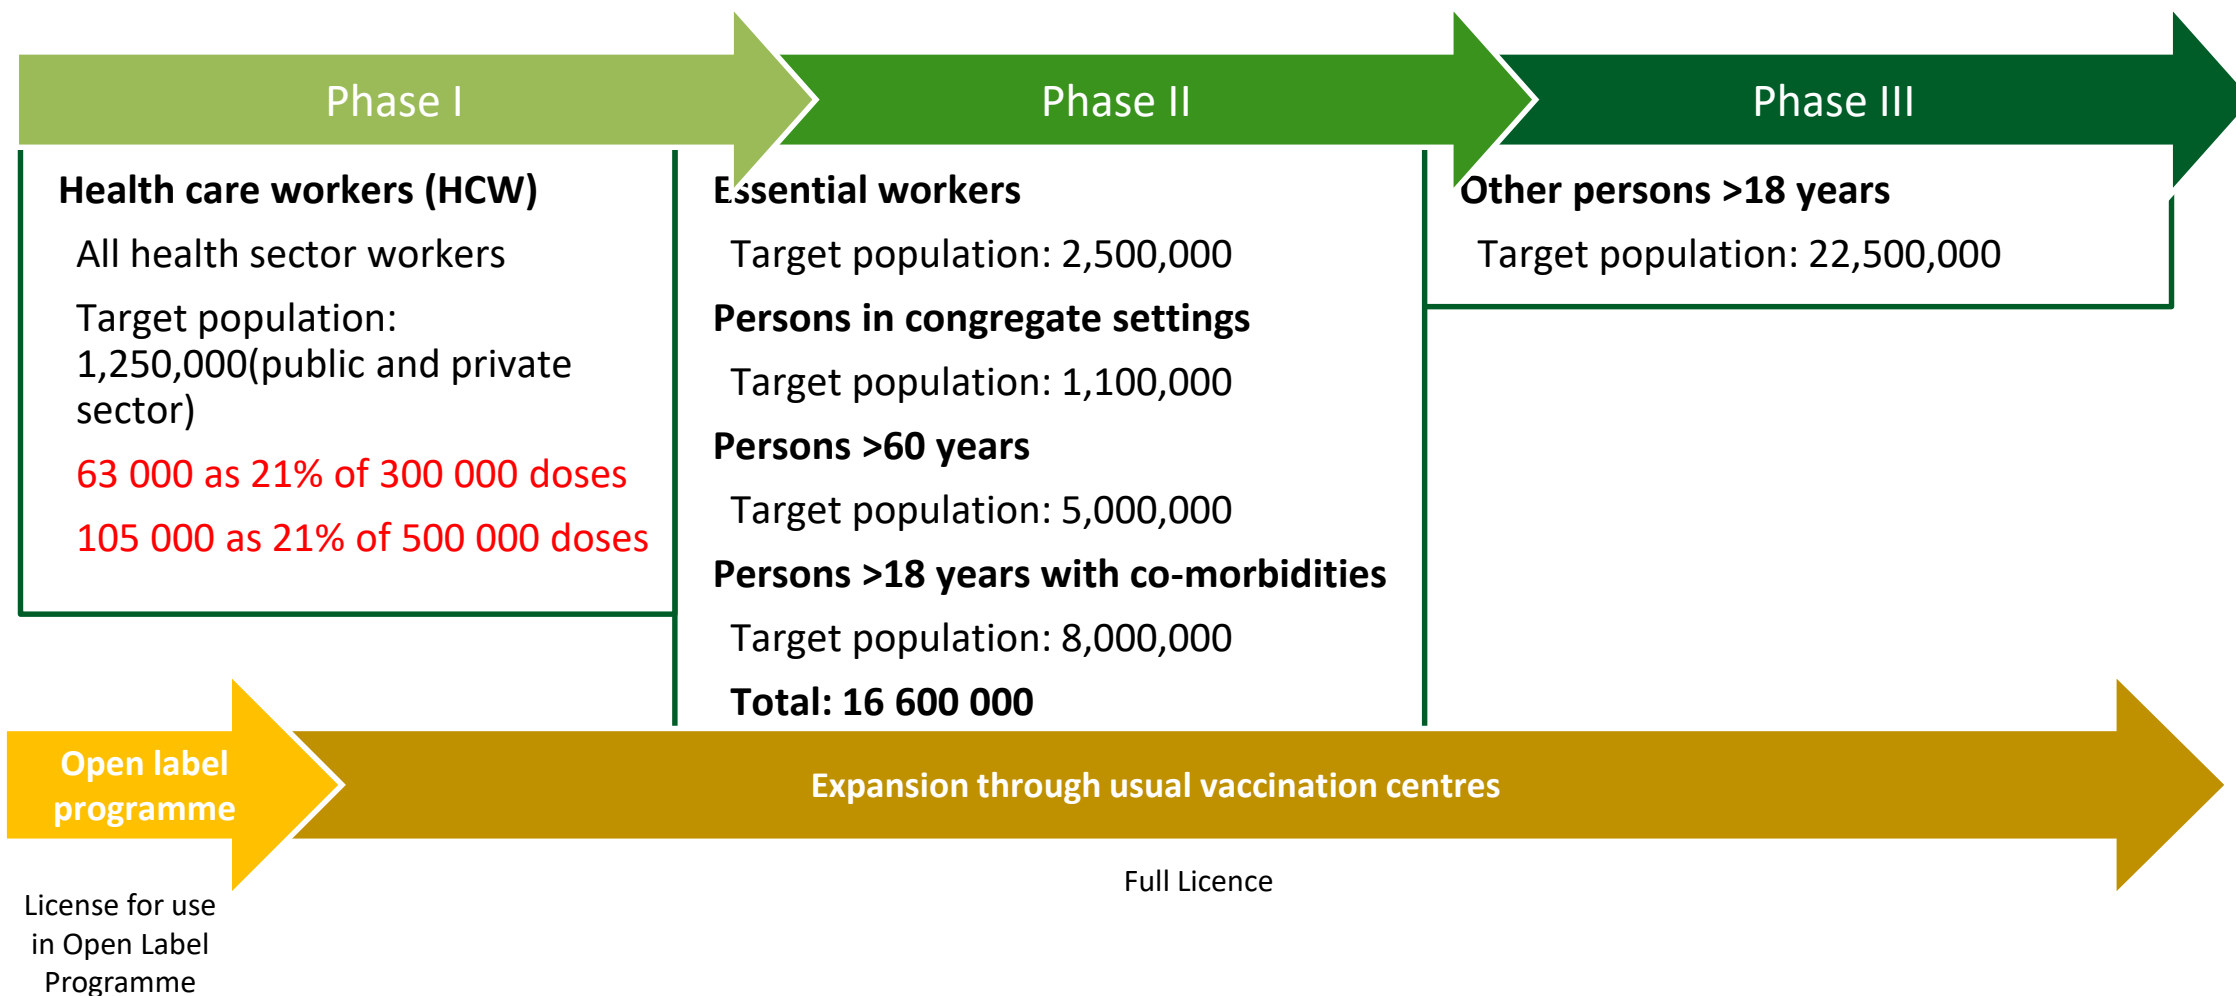 Phase I
Phase II
Phase III
Health care workers (HCW)
All health sector workers
Target population:
1,250,000(public and private
sector)
63 000 as 21% of 300 000 doses
105 000 as 21% of 500 000 doses
Essential workers
Target population: 2,500,000
Persons in congregate settings
Target population: 1,100,000
Persons >60 years
Target population: 5,000,000
Persons >18 years with co-morbidities
Target population: 8,000,000
Total: 16 600 000
Other persons >18 years
Target population: 22,500,000
Open label
programme
Expansion through usual vaccination centres
License for use
in Open Label
Programme
Full Licence